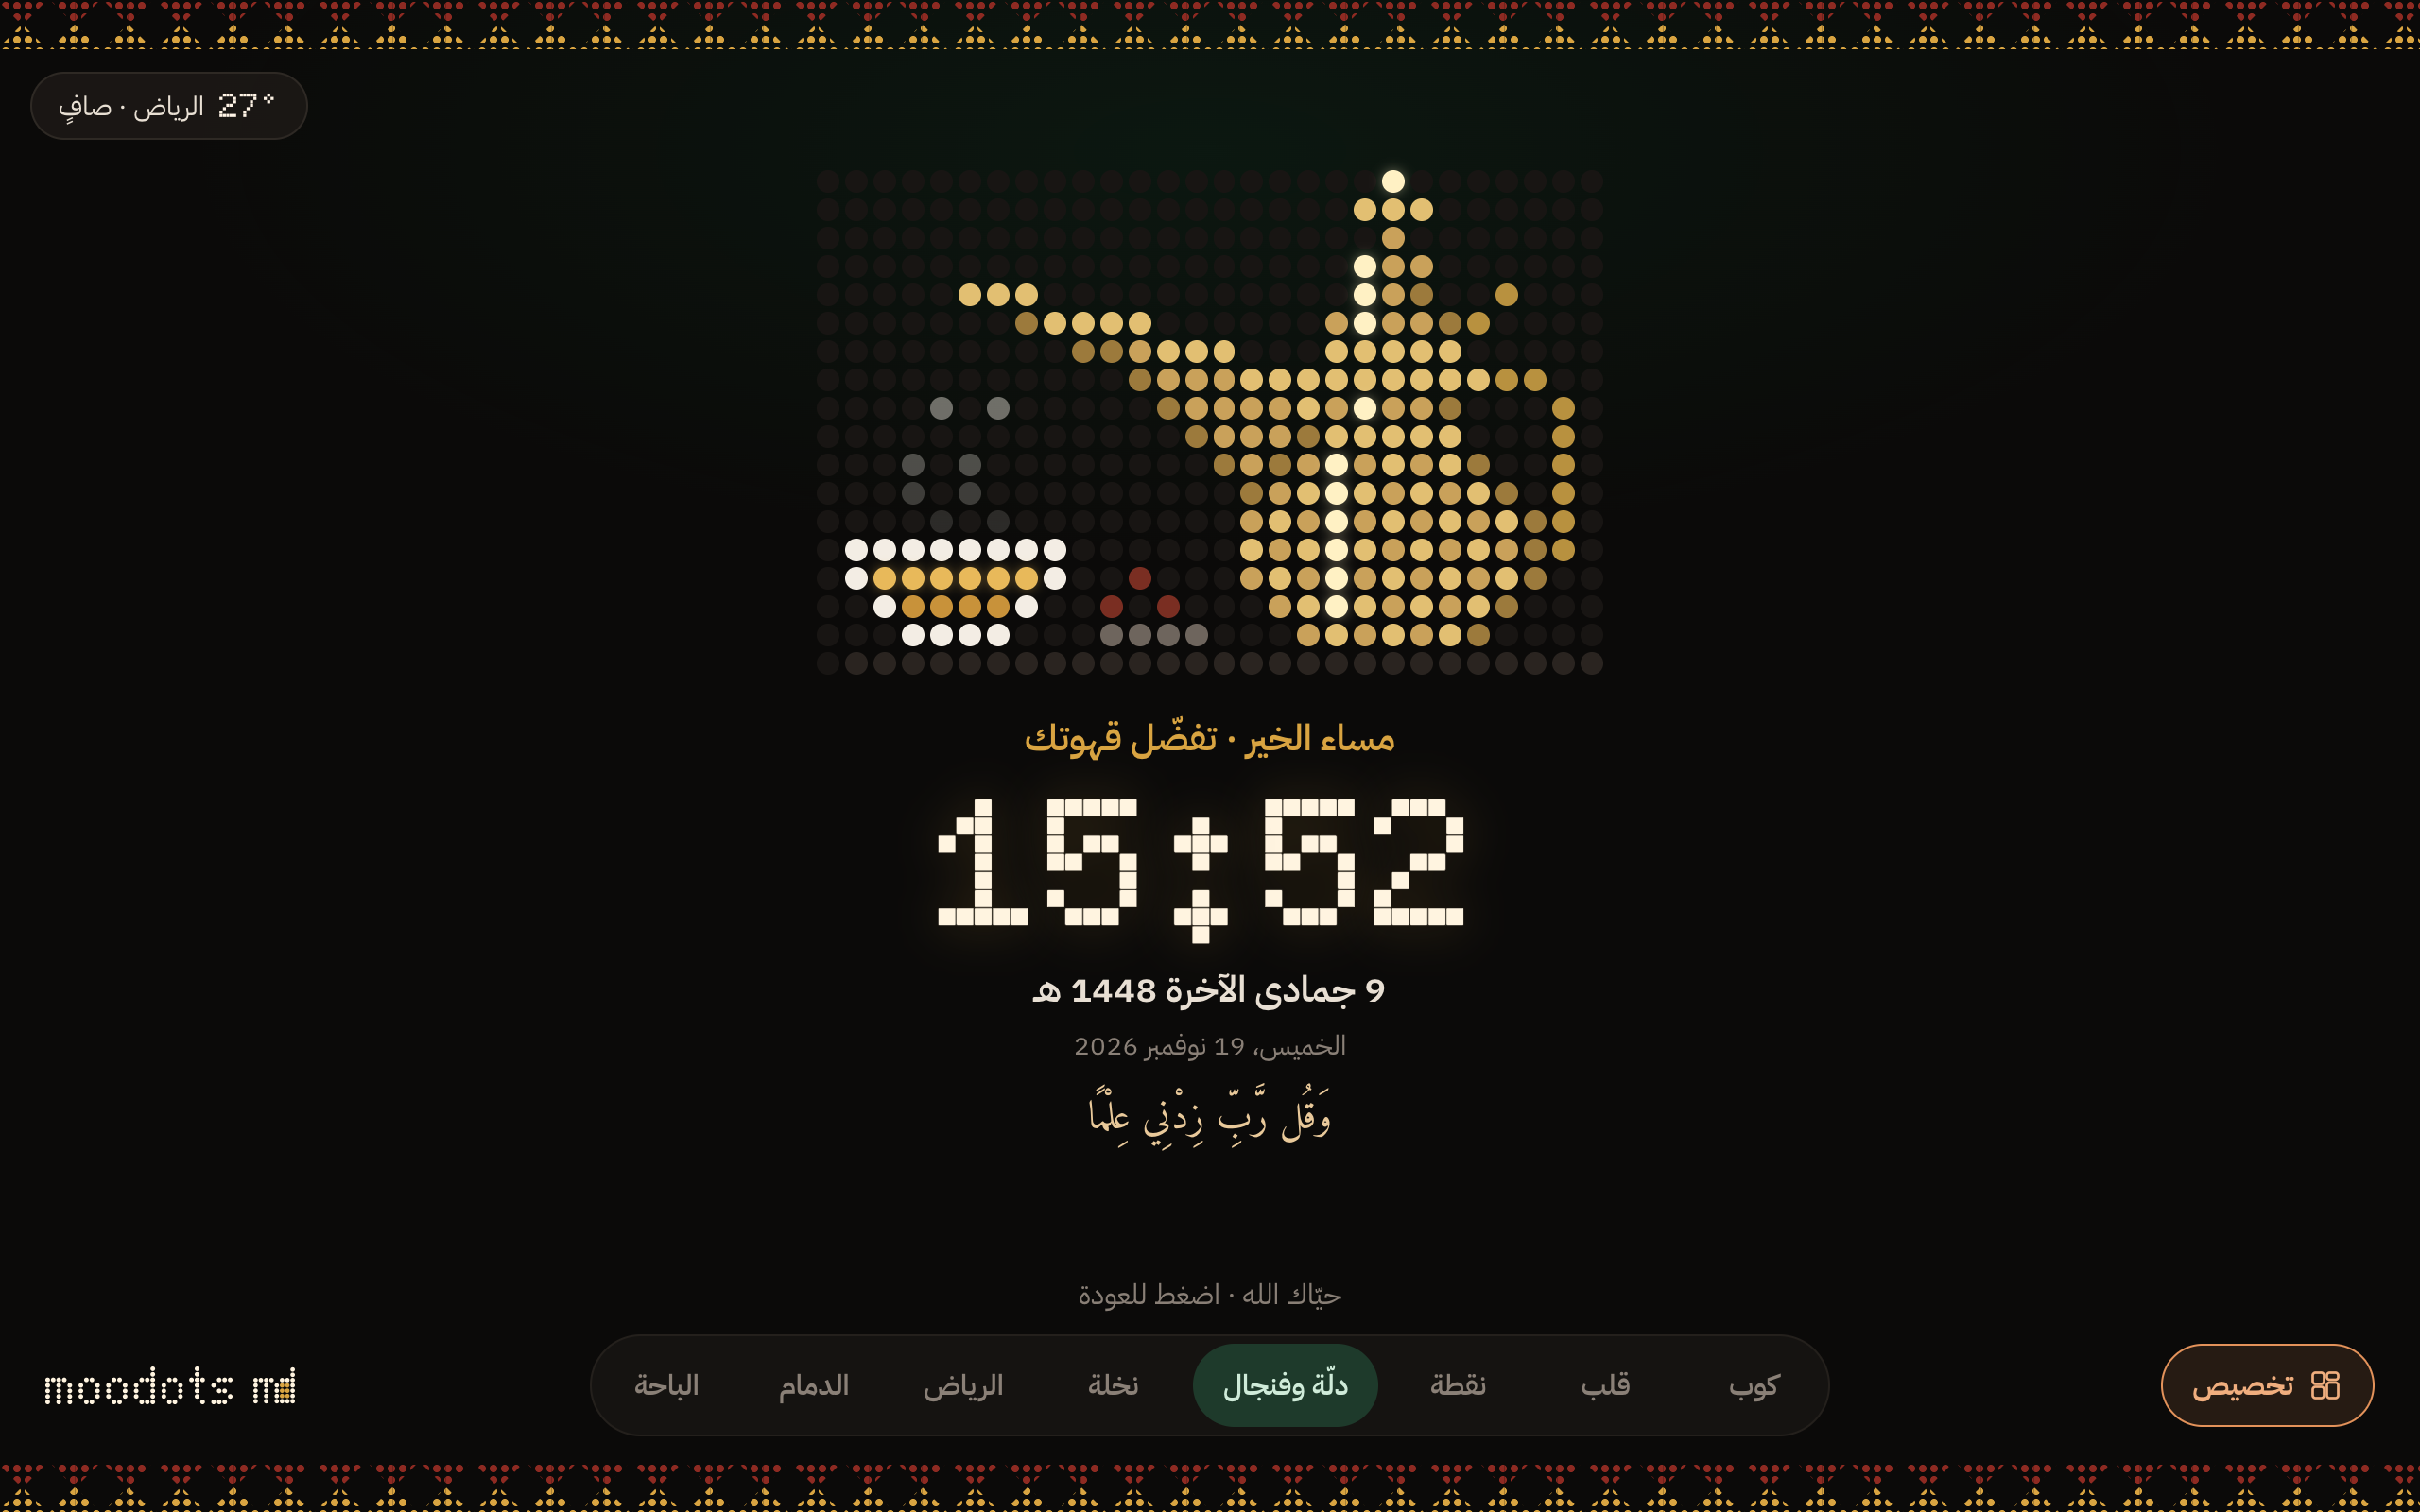 27° الرياض · صافٍ
مساء الخير · تفضّل قهوتك
15:52
9 جمادى الآخرة 1448 هـ
الخميس، 19 نوفمبر 2026
وَقُل رَّبِّ زِدْنِي عِلْمًا
حيّاك الله · اضغط للعودة
تخصيص
كوب قلب نقطة دلّة وفنجال نخلة الرياض الدمام الباحة
moodots md